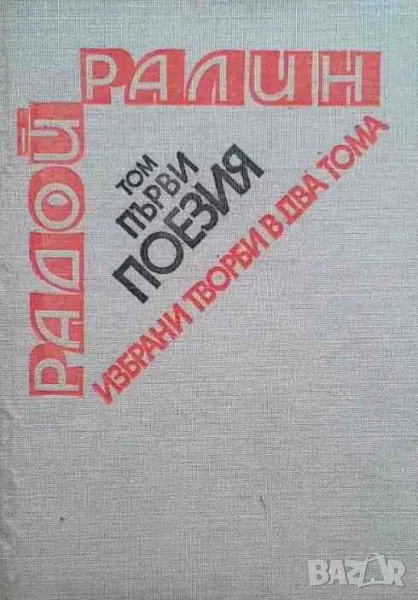 РАДОЙ
РАЛИН
ТОМ
ПЪРВИ
ПОЕЗИЯ
ИЗБРАНИ ТВОРБИ В ДВА ТОМА
BAZAR